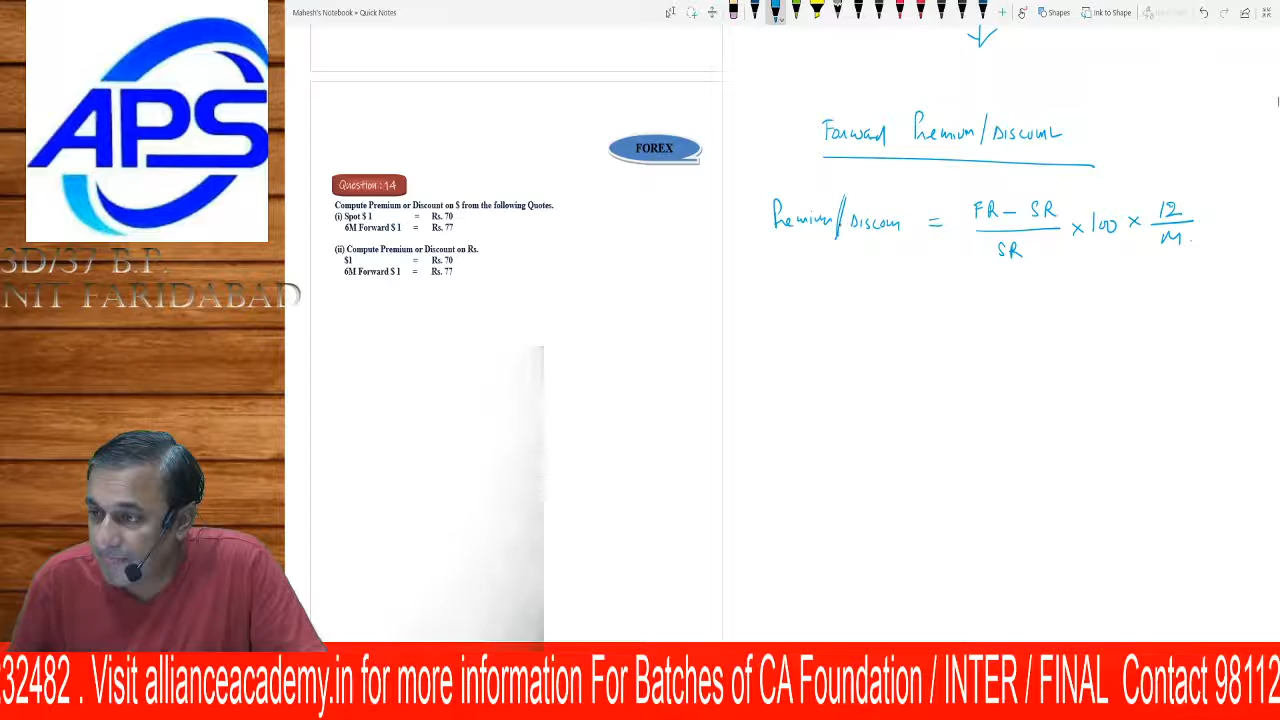 Mahesh's Notebook » Quick Notes
Shapes
Ink to Shape
APS
3D/37 B.P.
NIT FARIDABAD
FOREX
Question : 14
Compute Premium or Discount on $ from the following Quotes.
(i) Spot $ 1 = Rs. 70
6M Forward $ 1 = Rs. 77
(ii) Compute Premium or Discount on Rs.
$1 = Rs. 70
6M Forward $ 1 = Rs. 77
Forward Premium/Discount
Premium/Discoun = FR - SR / SR × 100 × 12 / M.
32482 . Visit allianceacademy.in for more information For Batches of CA Foundation / INTER / FINAL Contact 98112